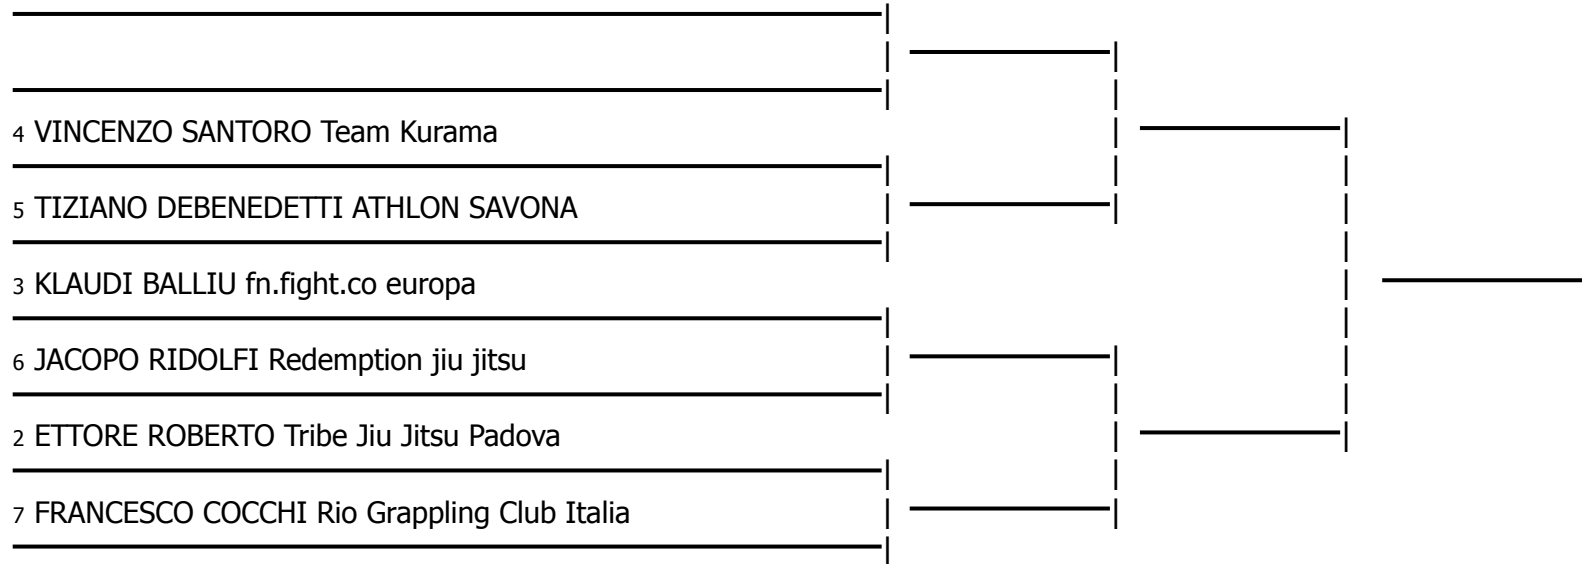 4 VINCENZO SANTORO Team Kurama
5 TIZIANO DEBENEDETTI ATHLON SAVONA
3 KLAUDI BALLIU fn.fight.co europa
6 JACOPO RIDOLFI Redemption jiu jitsu
2 ETTORE ROBERTO Tribe Jiu Jitsu Padova
7 FRANCESCO COCCHI Rio Grappling Club Italia